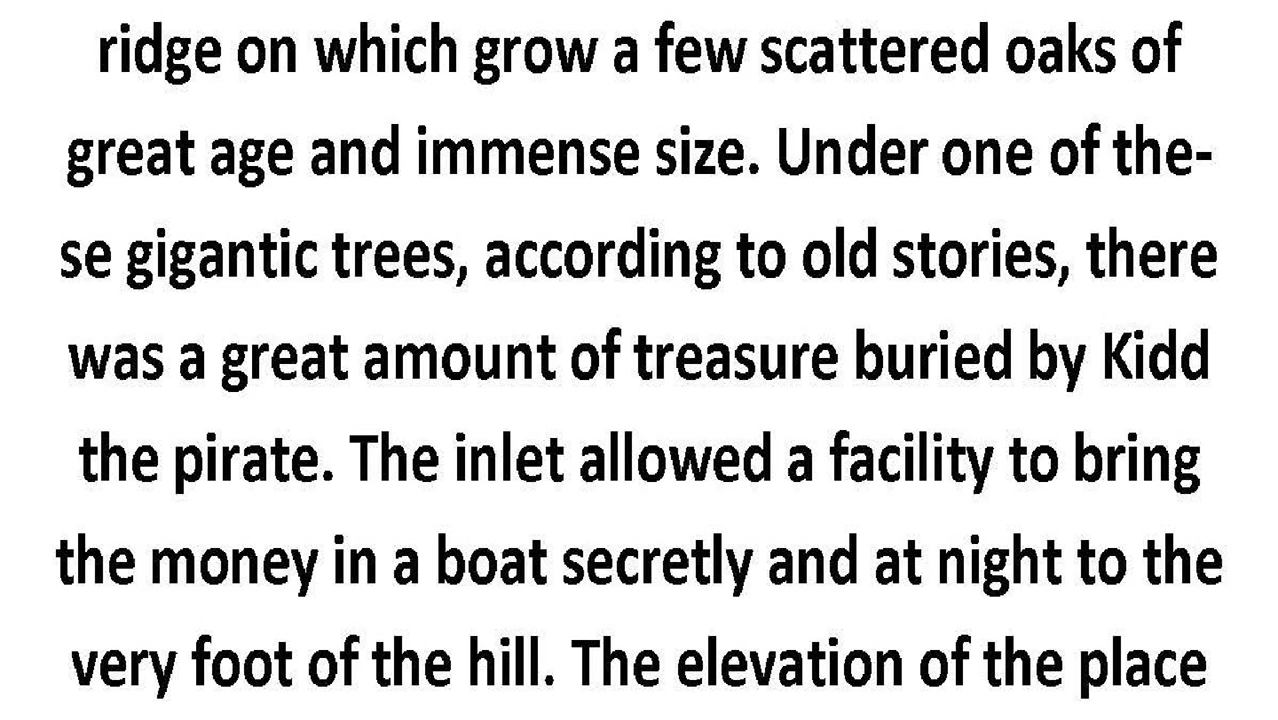 ridge on which grow a few scattered oaks of
great age and immense size. Under one of the-
se gigantic trees, according to old stories, there
was a great amount of treasure buried by Kidd
the pirate. The inlet allowed a facility to bring
the money in a boat secretly and at night to the
very foot of the hill. The elevation of the place